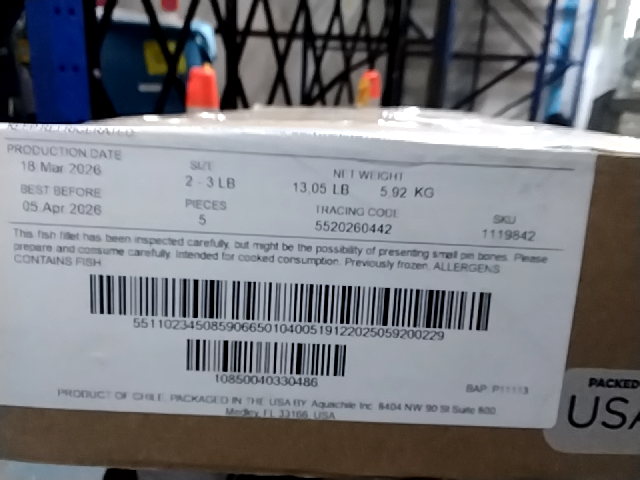 KEEP REFRIGERATED
PRODUCTION DATE
18 Mar 2026
SIZE
2 - 3 LB
NET WEIGHT
13.05 LB 5.92 KG
BEST BEFORE
05 Apr 2026
PIECES
5
TRACING CODE
5520260442
SKU
1119842
This fish fillet has been inspected carefully, but might be the possibility of presenting small pin bones. Please
prepare and consume carefully. Intended for cooked consumption. Previously frozen. ALLERGENS
CONTAINS FISH
10850040330486
PRODUCT OF CHILE. PACKAGED IN THE USA BY Aquachile Inc. 8404 NW 90 St Suite 800
Medley, FL 33166, USA
BAP
PACKED
USA